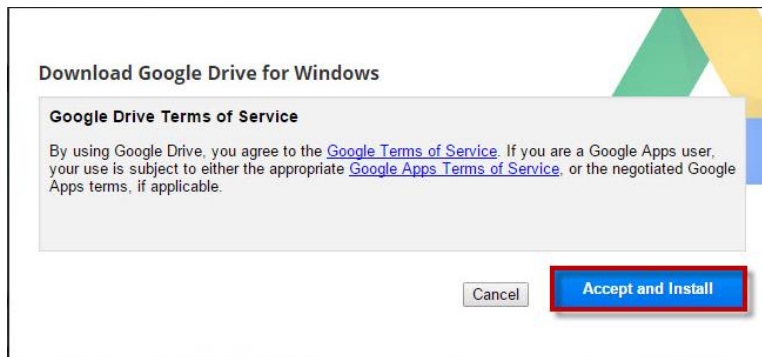 Download Google Drive for Windows
Google Drive Terms of Service
By using Google Drive, you agree to the Google Terms of Service. If you are a Google Apps user,
your use is subject to either the appropriate Google Apps Terms of Service, or the negotiated Google
Apps terms, if applicable.
Cancel Accept and Install